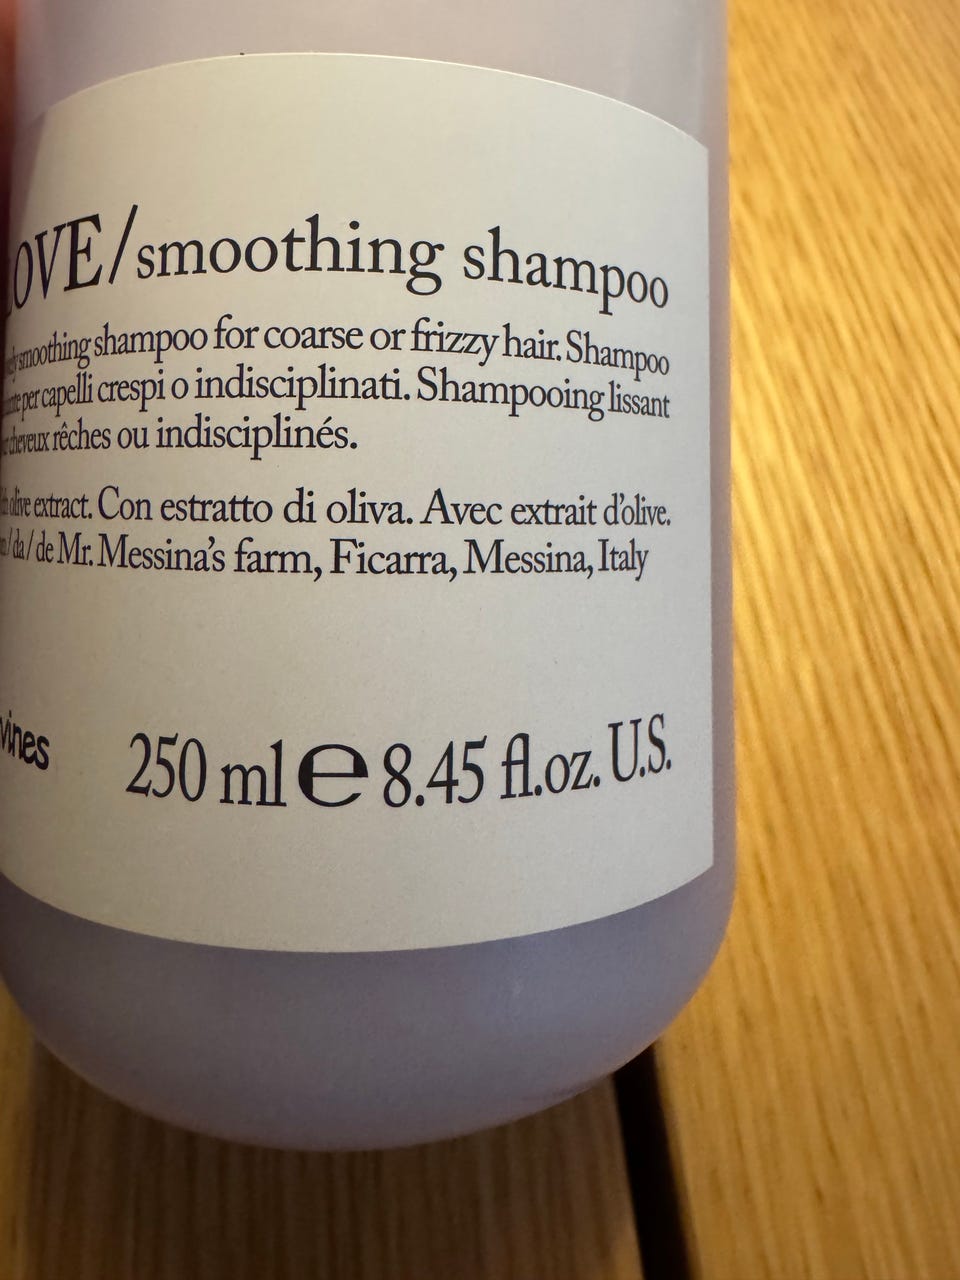 LOVE/smoothing shampoo
smoothing shampoo for coarse or frizzy hair. Shampoo
per capelli crespi o indisciplinati. Shampooing lissant
cheveux rêches ou indisciplinés.
olive extract. Con estratto di oliva. Avec extrait d'olive.
/da/de Mr. Messina's farm, Ficarra, Messina, Italy
vines
250 ml e 8.45 fl.oz. U.S.